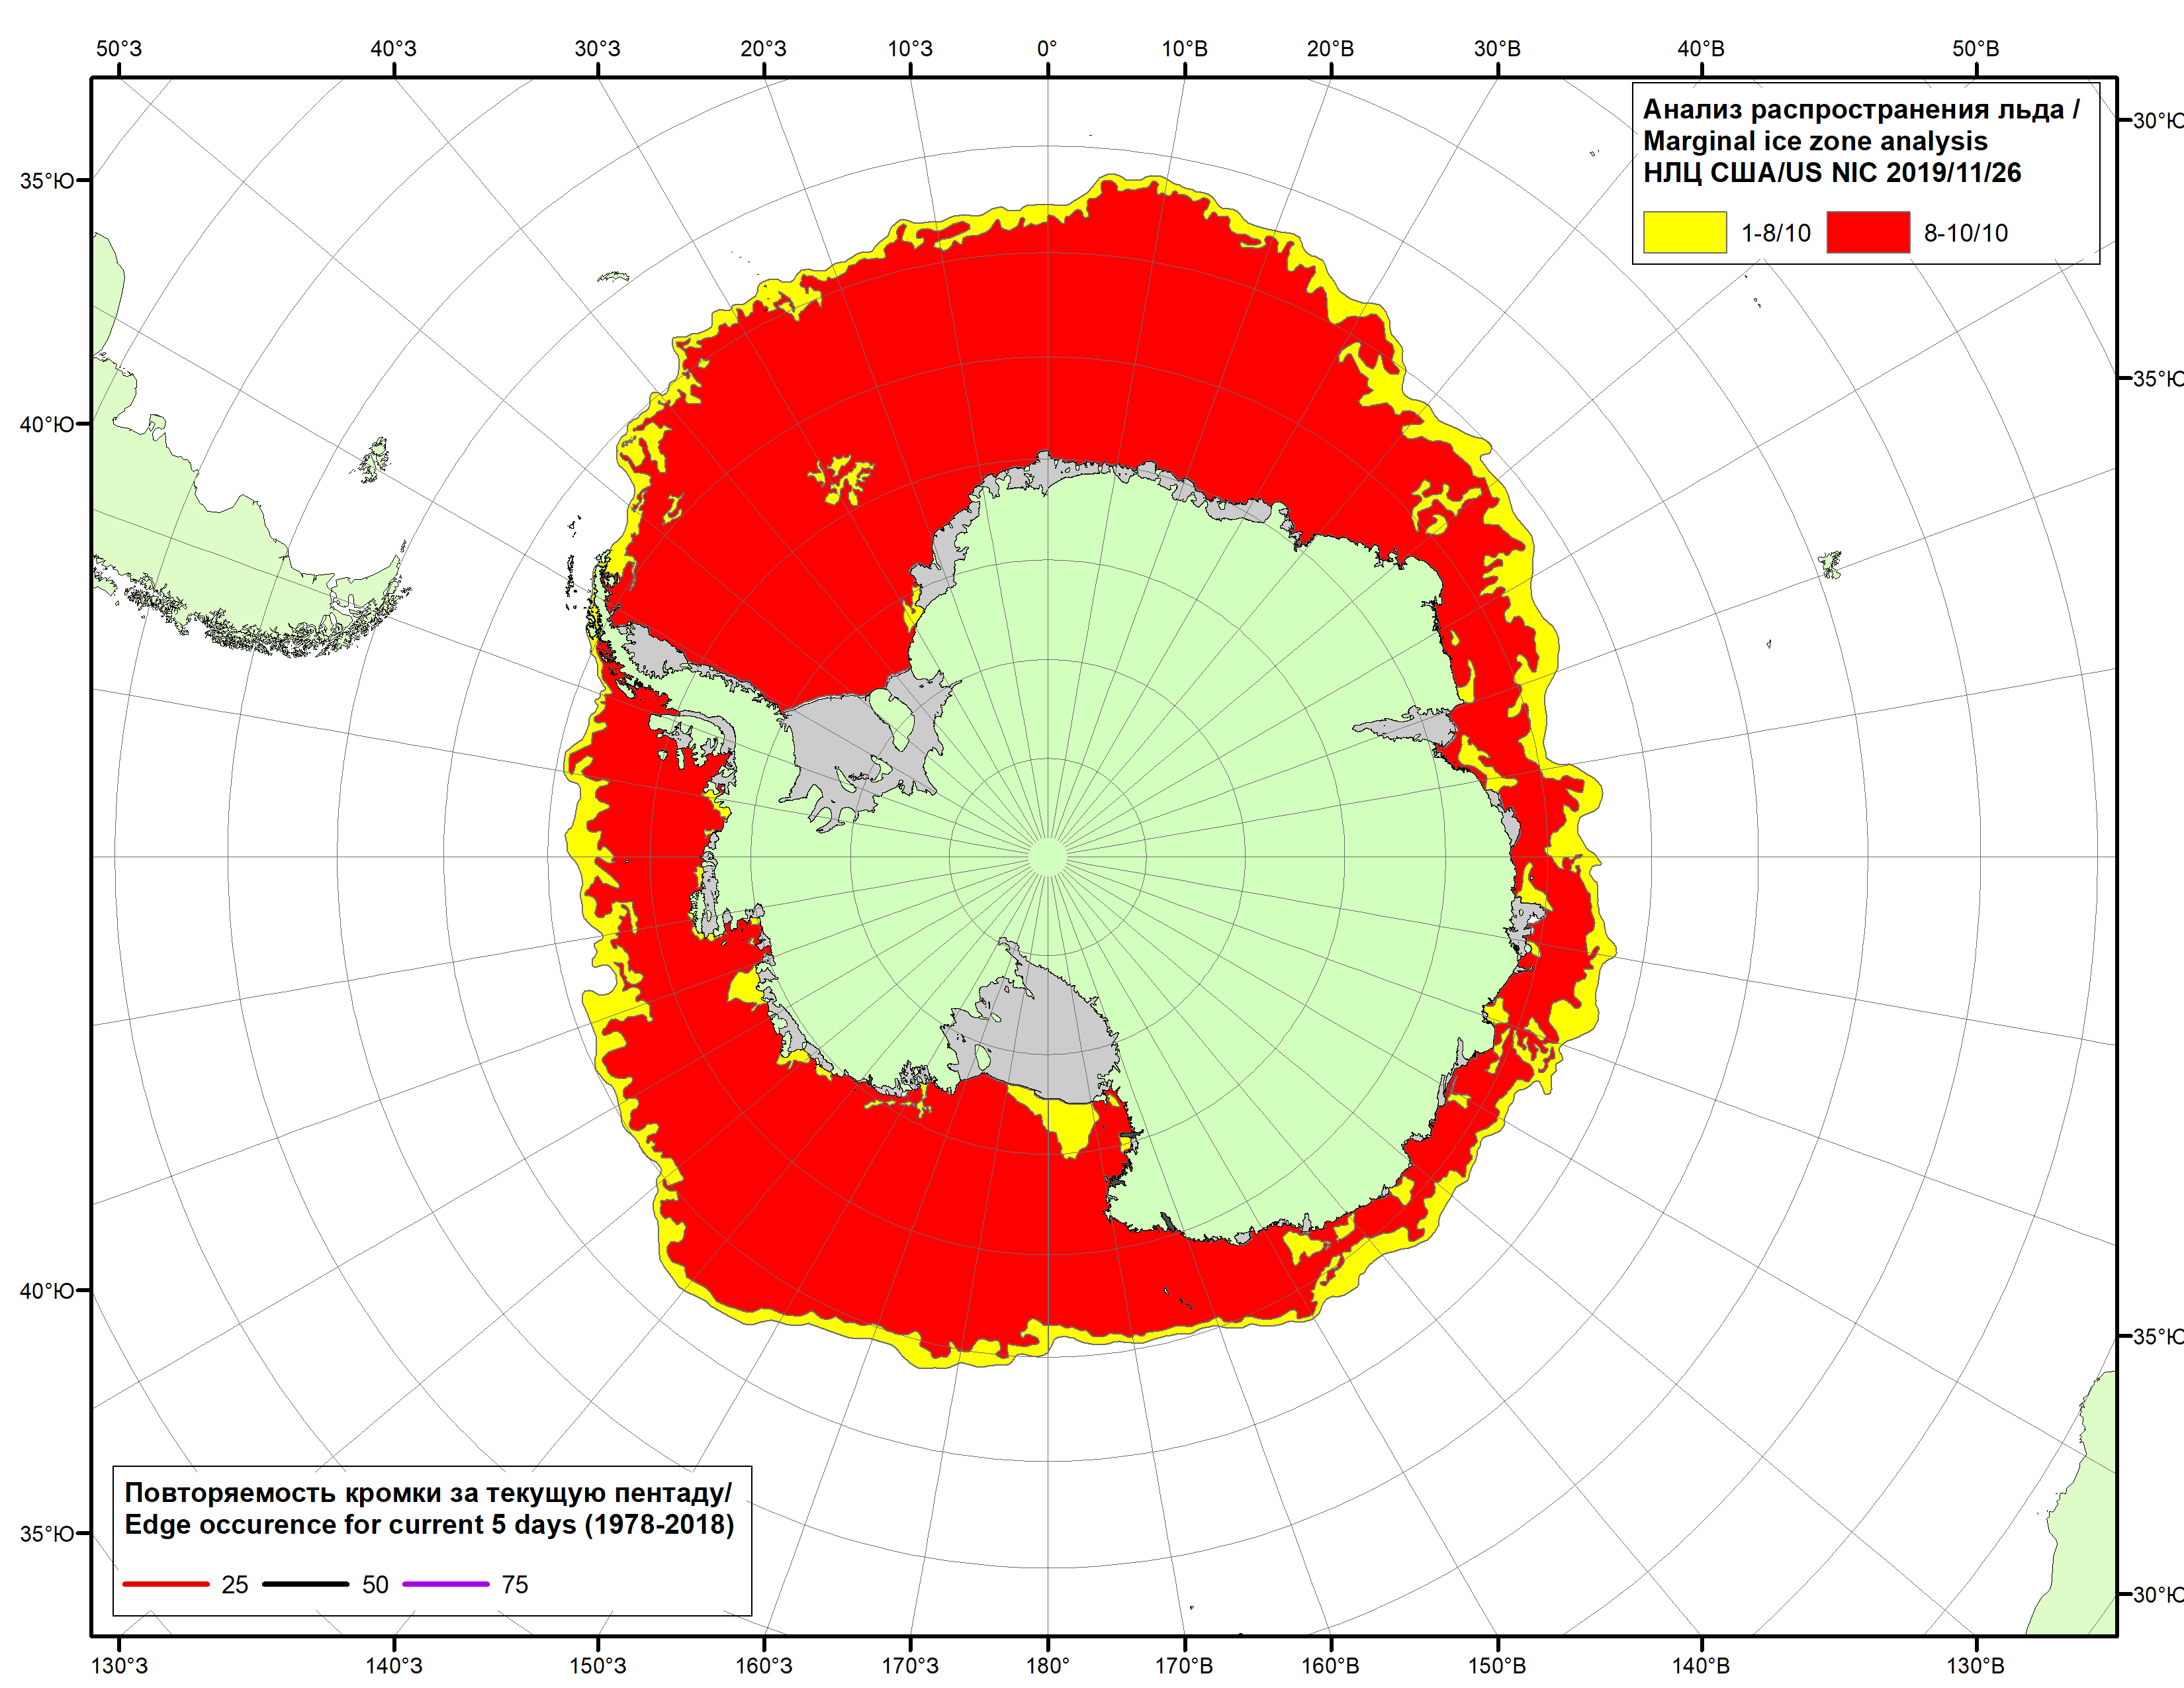 50°З 40°З 30°З 20°З 10°З 0° 10°В 20°В 30°В 40°В 50°В
Анализ распространения льда /
Marginal ice zone analysis
НЛЦ США/US NIC 2019/11/26
1-8/10 8-10/10
30°Ю
35°Ю
35°Ю
40°Ю
40°Ю
35°Ю
35°Ю
30°Ю
Повторяемость кромки за текущую пентаду/
Edge occurence for current 5 days (1978-2018)
25 50 75
130°З 140°З 150°З 160°З 170°З 180° 170°В 160°В 150°В 140°В 130°В